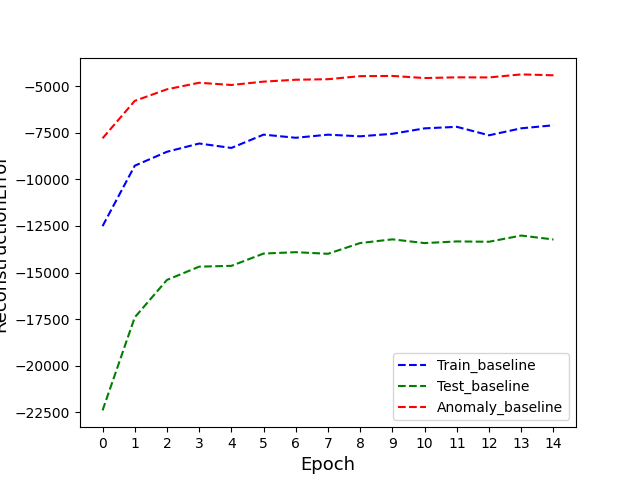 ReconstructionError
−5000
−7500
−10000
−12500
−15000
−17500
−20000
−22500
Train_baseline
Test_baseline
Anomaly_baseline
0 1 2 3 4 5 6 7 8 9 10 11 12 13 14
Epoch